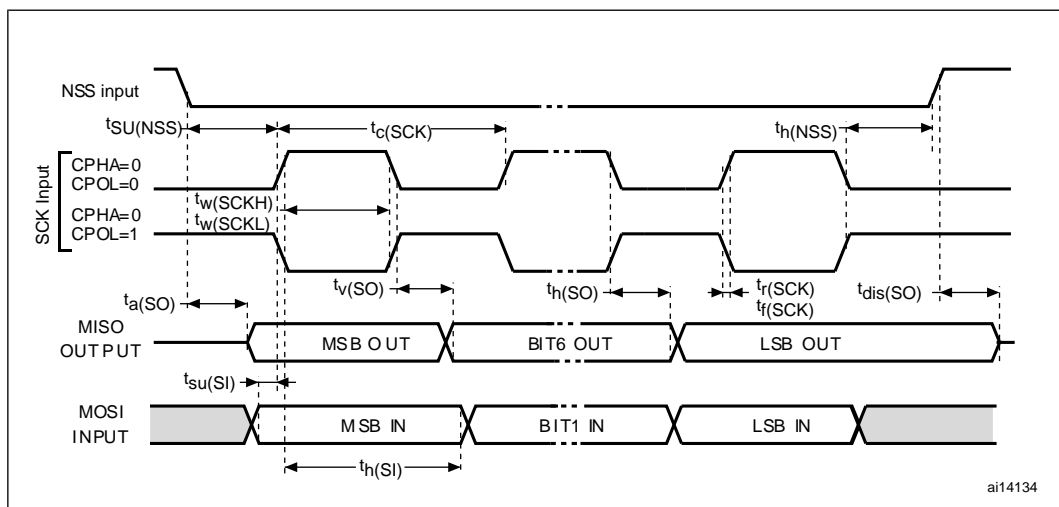 NSS input
tSU(NSS)
tc(SCK)
th(NSS)
SCK Input
CPHA=0
CPOL=0
tw(SCKH)
CPHA=0
tw(SCKL)
CPOL=1
ta(SO)
tv(SO)
th(SO)
tr(SCK)
tf(SCK)
tdis(SO)
MISO
OUTPUT
MSB OUT
BIT6 OUT
LSB OUT
tsu(SI)
MOSI
INPUT
MSB IN
BIT1 IN
LSB IN
th(SI)
ai14134